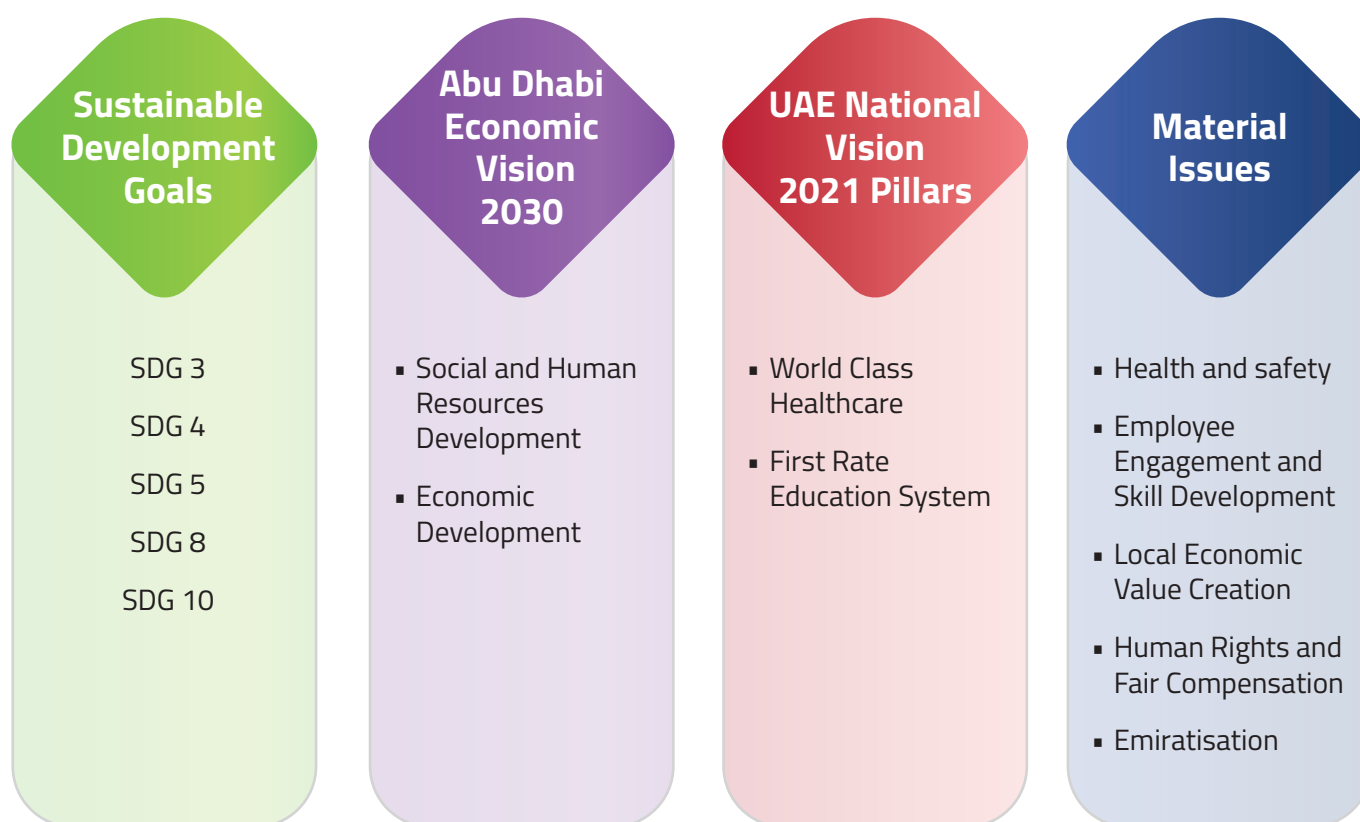 Sustainable
Development
Goals
SDG 3
SDG 4
SDG 5
SDG 8
SDG 10
Abu Dhabi
Economic
Vision
2030
▪ Social and Human
Resources
Development
▪ Economic
Development
UAE National
Vision
2021 Pillars
▪ World Class
Healthcare
▪ First Rate
Education System
Material
Issues
▪ Health and safety
▪ Employee
Engagement and
Skill Development
▪ Local Economic
Value Creation
▪ Human Rights and
Fair Compensation
▪ Emiratisation